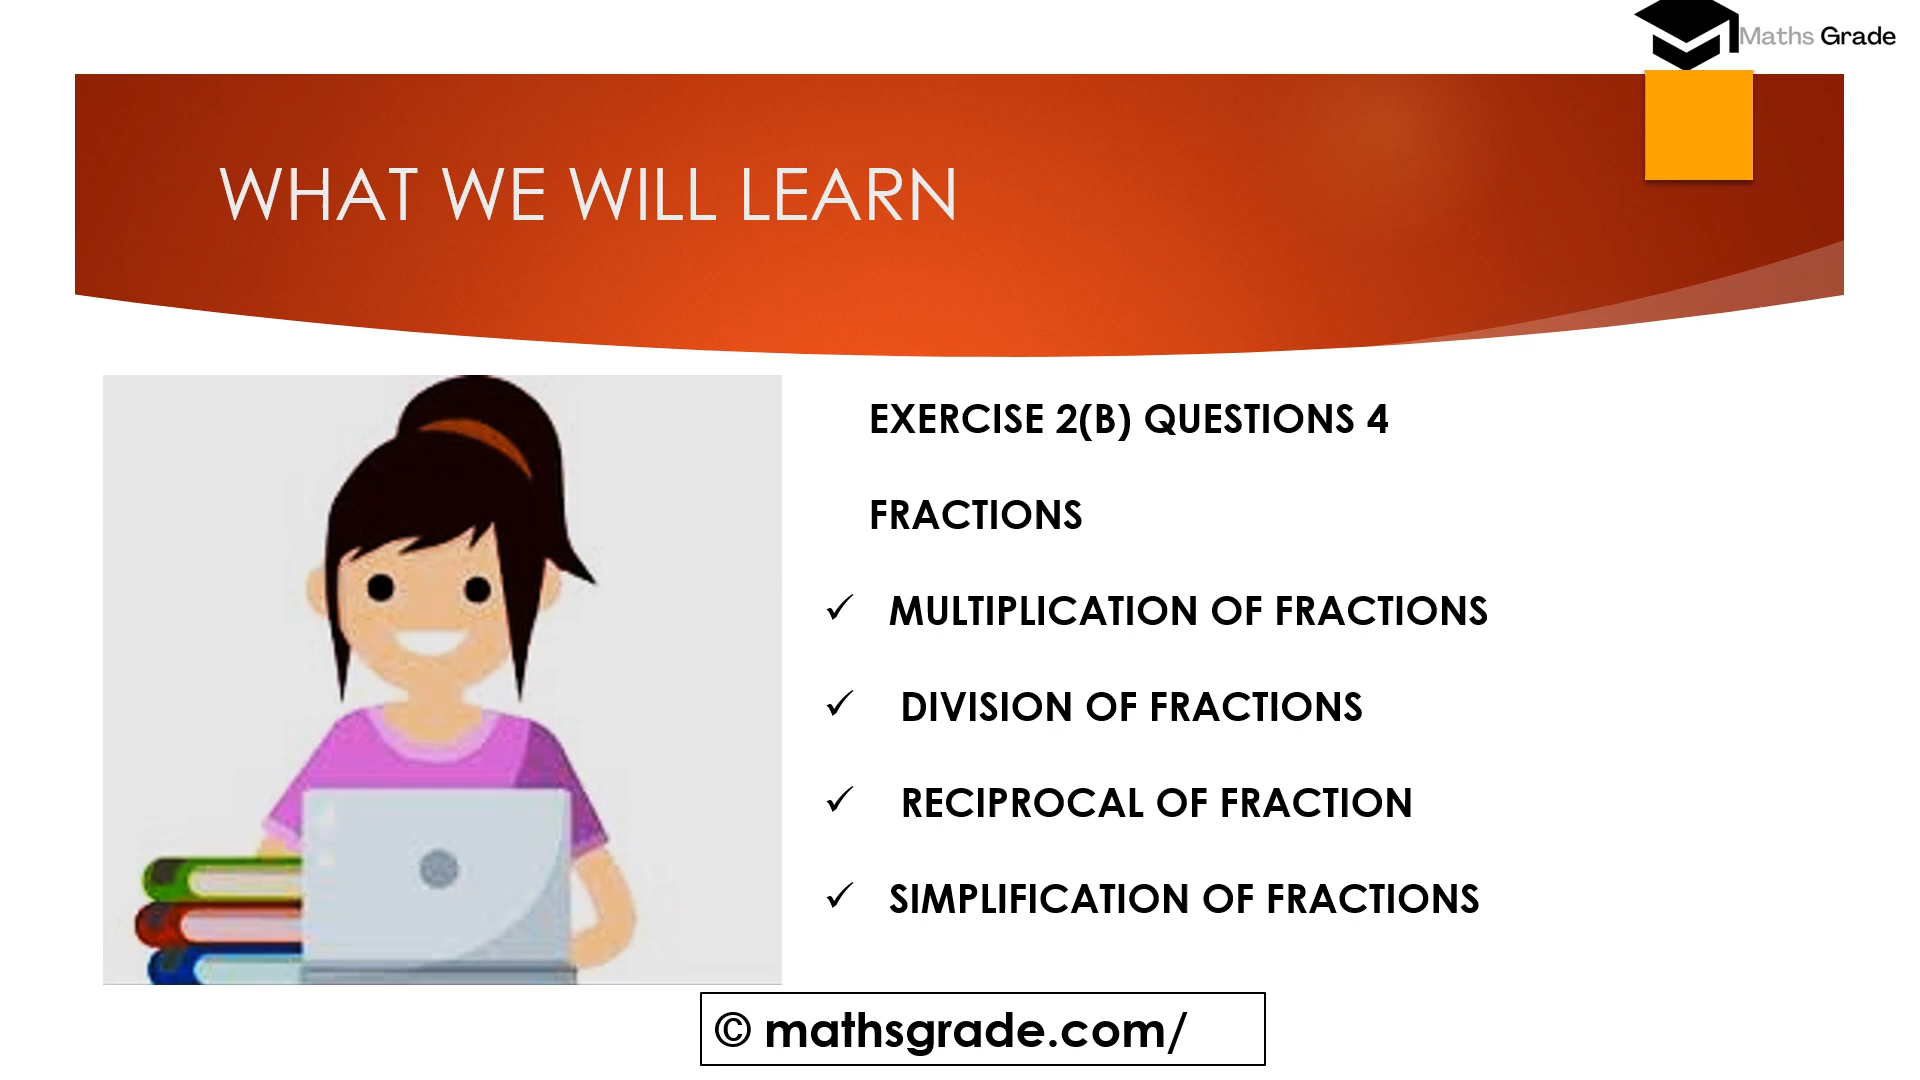 Maths Grade
WHAT WE WILL LEARN
EXERCISE 2(B) QUESTIONS 4
FRACTIONS
✓ MULTIPLICATION OF FRACTIONS
✓ DIVISION OF FRACTIONS
✓ RECIPROCAL OF FRACTION
✓ SIMPLIFICATION OF FRACTIONS
© mathsgrade.com/